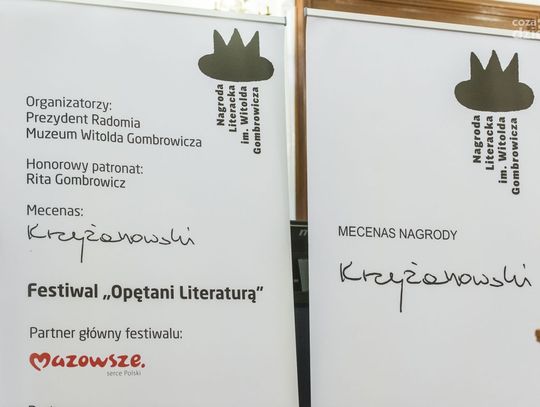 Nagroda
Literacka
im. Witolda
Gombrowicza
Organizatorzy:
Prezydent Radomia
Muzeum Witolda Gombrowicza
Honorowy patronat:
Rita Gombrowicz
Mecenas:
Krzyżanowski
Festiwal „Opętani Literaturą”
Partner główny festiwalu:
Mazowsze.
serce Polski
Nagroda
Literacka
im. Witolda
Gombrowicza
MECENAS NAGRODY
Krzyżanowski
coza